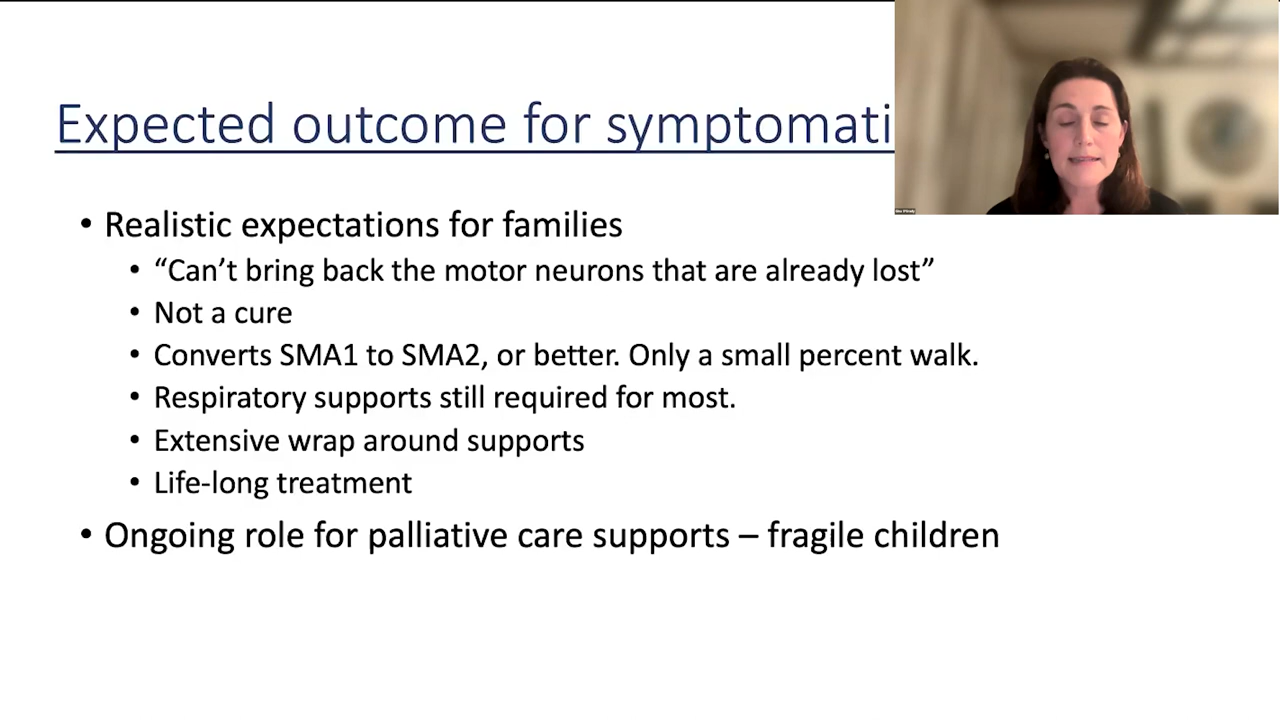 Expected outcome for symptomati
• Realistic expectations for families
• “Can’t bring back the motor neurons that are already lost”
• Not a cure
• Converts SMA1 to SMA2, or better. Only a small percent walk.
• Respiratory supports still required for most.
• Extensive wrap around supports
• Life-long treatment
• Ongoing role for palliative care supports – fragile children